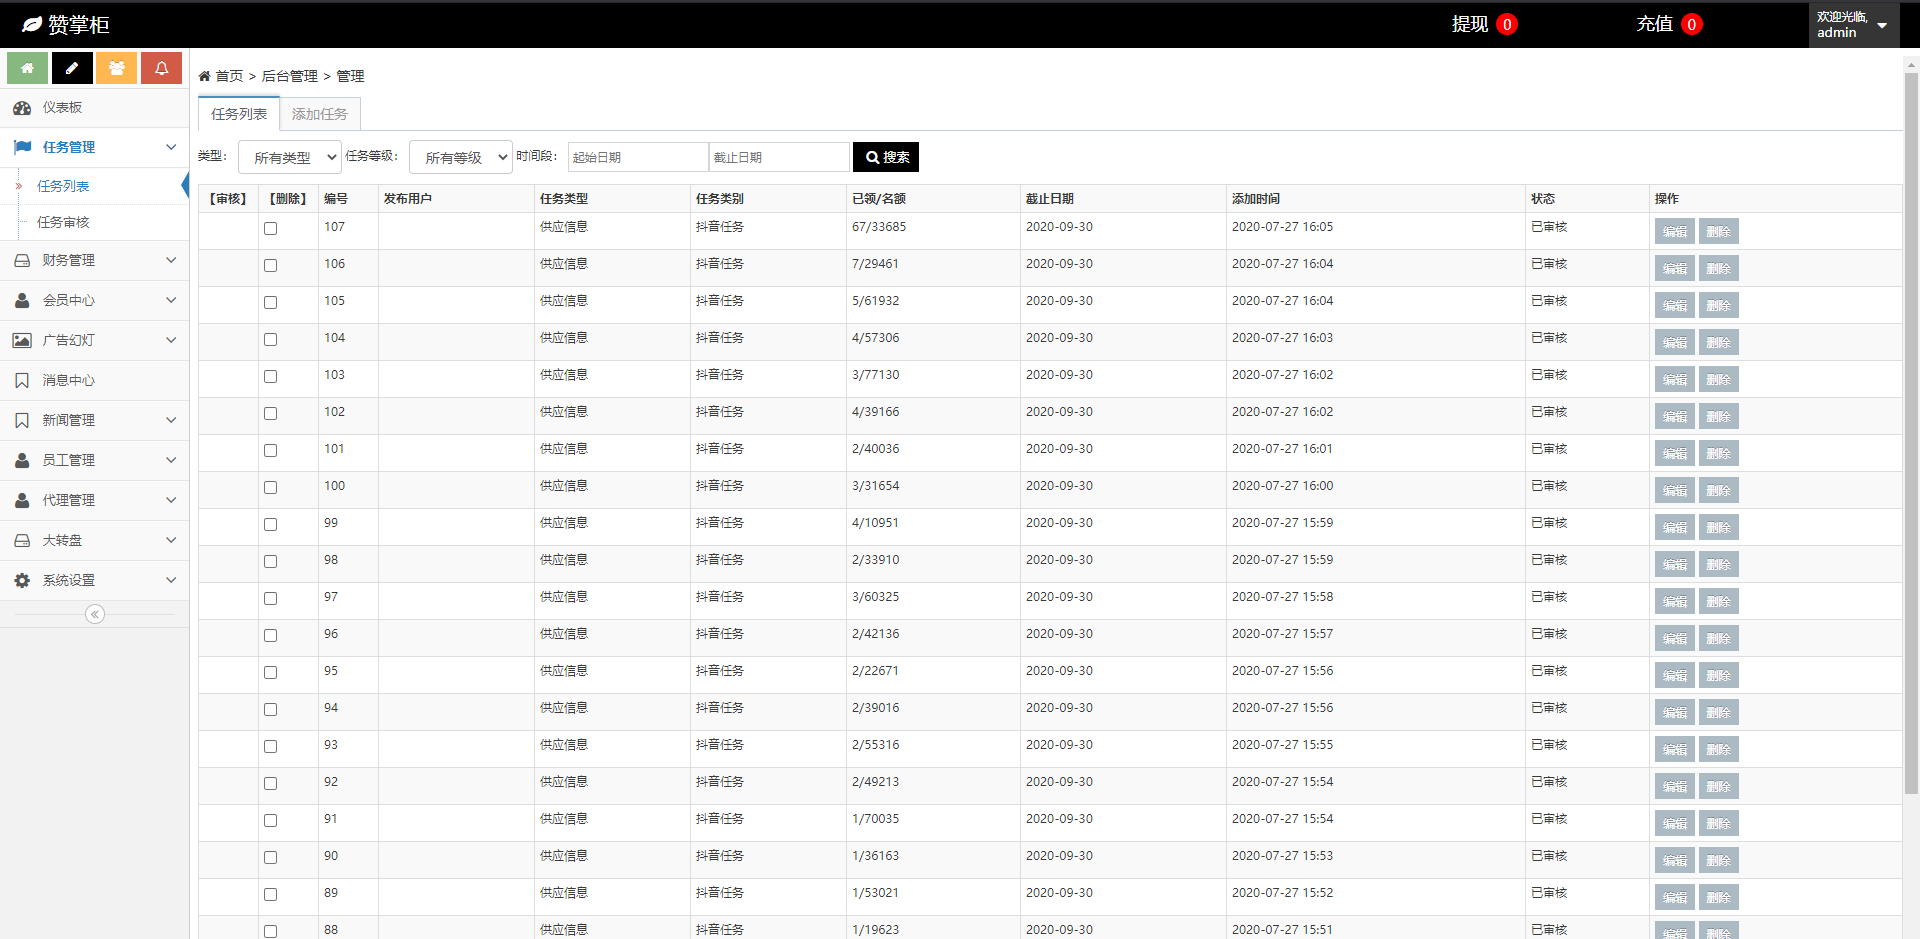 赞掌柜
提现 0
充值 0
欢迎光临,
admin
首页 > 后台管理 > 管理
仪表板
任务管理
任务列表
任务审核
财务管理
会员中心
广告幻灯
消息中心
新闻管理
员工管理
代理管理
大转盘
系统设置
任务列表 添加任务
类型: 所有类型 任务等级: 所有等级 时间段: 起始日期 截止日期 搜索
【审核】 【删除】 编号 发布用户 任务类型 任务类别 已领/名额 截止日期 添加时间 状态 操作
107 供应信息 抖音任务 67/33685 2020-09-30 2020-07-27 16:05 已审核 编辑 删除
106 供应信息 抖音任务 7/29461 2020-09-30 2020-07-27 16:04 已审核 编辑 删除
105 供应信息 抖音任务 5/61932 2020-09-30 2020-07-27 16:04 已审核 编辑 删除
104 供应信息 抖音任务 4/57306 2020-09-30 2020-07-27 16:03 已审核 编辑 删除
103 供应信息 抖音任务 3/77130 2020-09-30 2020-07-27 16:02 已审核 编辑 删除
102 供应信息 抖音任务 4/39166 2020-09-30 2020-07-27 16:02 已审核 编辑 删除
101 供应信息 抖音任务 2/40036 2020-09-30 2020-07-27 16:01 已审核 编辑 删除
100 供应信息 抖音任务 3/31654 2020-09-30 2020-07-27 16:00 已审核 编辑 删除
99 供应信息 抖音任务 4/10951 2020-09-30 2020-07-27 15:59 已审核 编辑 删除
98 供应信息 抖音任务 2/33910 2020-09-30 2020-07-27 15:59 已审核 编辑 删除
97 供应信息 抖音任务 3/60325 2020-09-30 2020-07-27 15:58 已审核 编辑 删除
96 供应信息 抖音任务 2/42136 2020-09-30 2020-07-27 15:57 已审核 编辑 删除
95 供应信息 抖音任务 2/22671 2020-09-30 2020-07-27 15:56 已审核 编辑 删除
94 供应信息 抖音任务 2/39016 2020-09-30 2020-07-27 15:56 已审核 编辑 删除
93 供应信息 抖音任务 2/55316 2020-09-30 2020-07-27 15:55 已审核 编辑 删除
92 供应信息 抖音任务 2/49213 2020-09-30 2020-07-27 15:54 已审核 编辑 删除
91 供应信息 抖音任务 1/70035 2020-09-30 2020-07-27 15:54 已审核 编辑 删除
90 供应信息 抖音任务 1/36163 2020-09-30 2020-07-27 15:53 已审核 编辑 删除
89 供应信息 抖音任务 1/53021 2020-09-30 2020-07-27 15:52 已审核 编辑 删除
88 供应信息 抖音任务 1/19623 2020-09-30 2020-07-27 15:51 已审核 编辑 删除